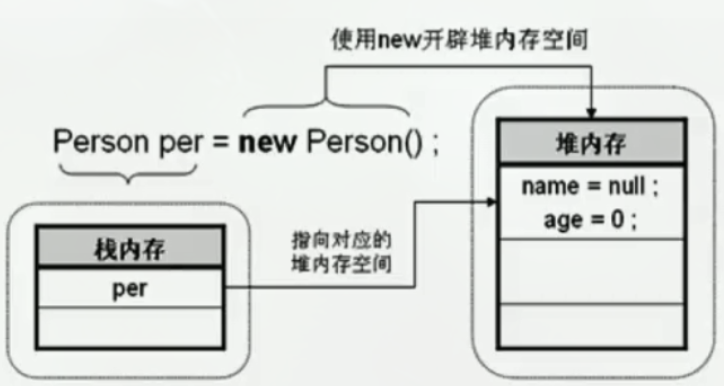 使用new开辟堆内存空间
Person per = new Person() ;
堆内存
name = null ;
age = 0 ;
栈内存
per
指向对应的
堆内存空间